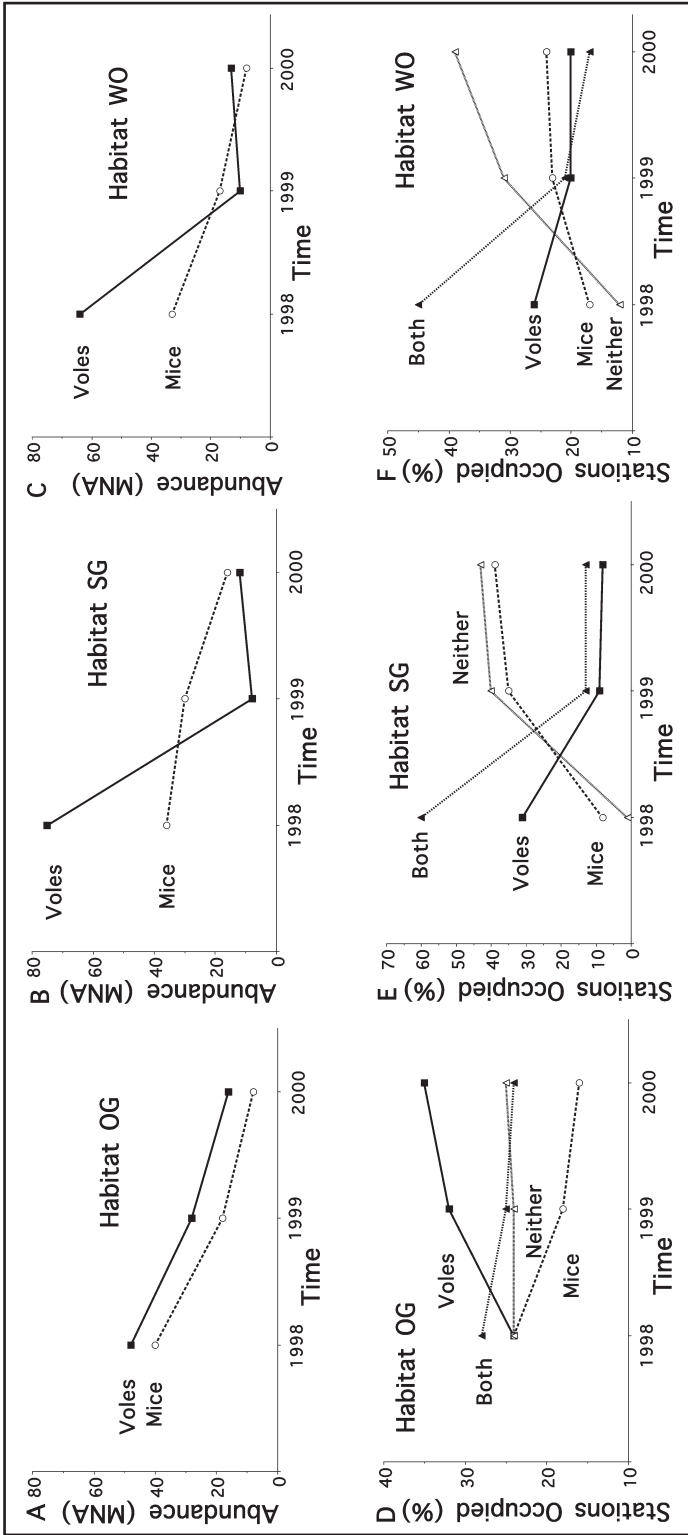 A
Habitat OG
Abundance (MNA)
80
60
40
20
0
Voles
Mice
1998
1999
2000
Time
B
Habitat SG
Abundance (MNA)
80
60
40
20
0
Voles
Mice
1998
1999
2000
Time
C
Habitat WO
Abundance (MNA)
80
60
40
20
0
Voles
Mice
1998
1999
2000
Time
D
Habitat OG
Stations Occupied (%)
40
30
20
10
Voles
Both
Neither
Mice
1998
1999
2000
Time
E
Habitat SG
Stations Occupied (%)
70
60
50
40
30
20
10
0
Both
Neither
Voles
Mice
1998
1999
2000
Time
F
Habitat WO
Stations Occupied (%)
50
40
30
20
10
Both
Voles
Mice
Neither
1998
1999
2000
Time